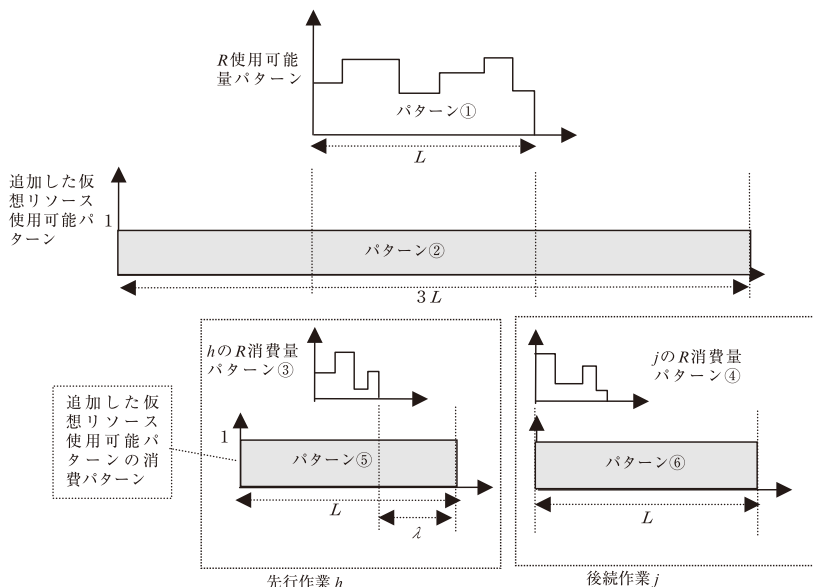 R使用可能
量パターン
パターン①
L
追加した仮
想リソース
使用可能パ
ターン
1
パターン②
3 L
hのR消費量
パターン③
jのR消費量
パターン④
追加した仮
想リソース
使用可能パ
ターンの消
費パターン
1
パターン⑤
パターン⑥
L
λ
L
先行作業 h
後続作業 j